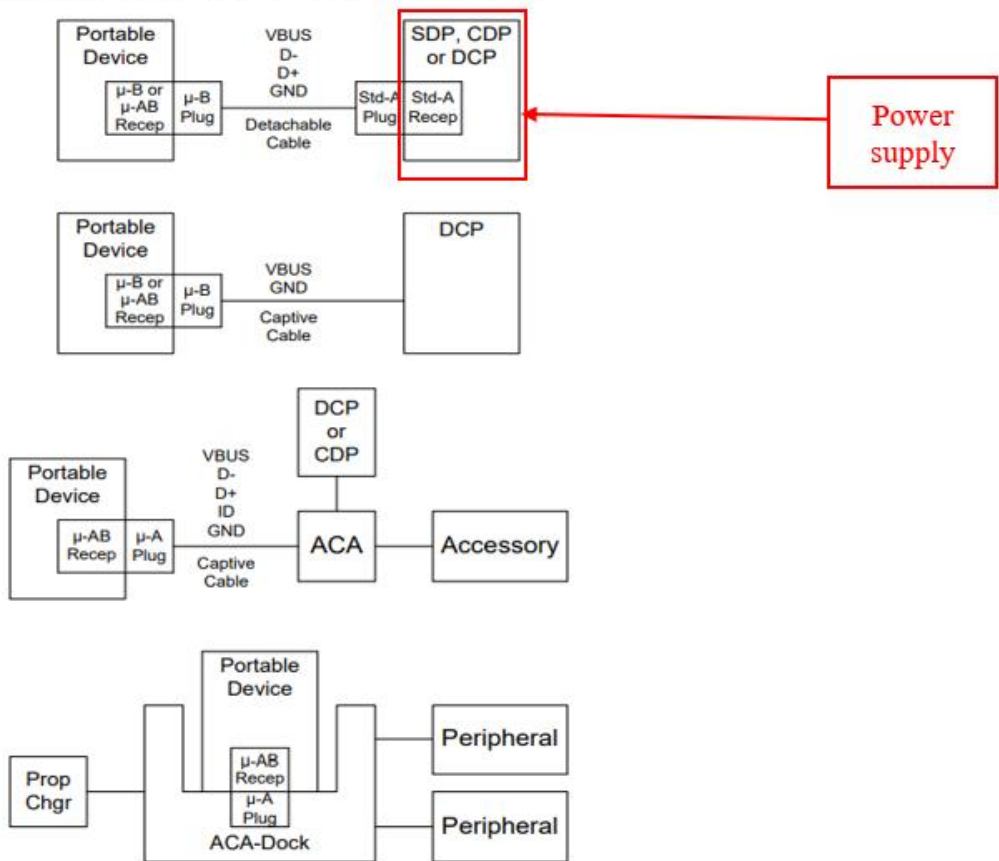 Portable
Device
μ-B or
μ-AB
Recep
μ-B
Plug
VBUS
D-
D+
GND
Detachable
Cable
Std-A
Plug
Std-A
Recep
SDP, CDP
or DCP
Power
supply
Portable
Device
μ-B or
μ-AB
Recep
μ-B
Plug
VBUS
GND
Captive
Cable
DCP
DCP
or
CDP
Portable
Device
μ-AB
Recep
μ-A
Plug
VBUS
D-
D+
ID
GND
Captive
Cable
ACA
Accessory
Portable
Device
μ-AB
Recep
μ-A
Plug
ACA-Dock
Prop
Chgr
Peripheral
Peripheral